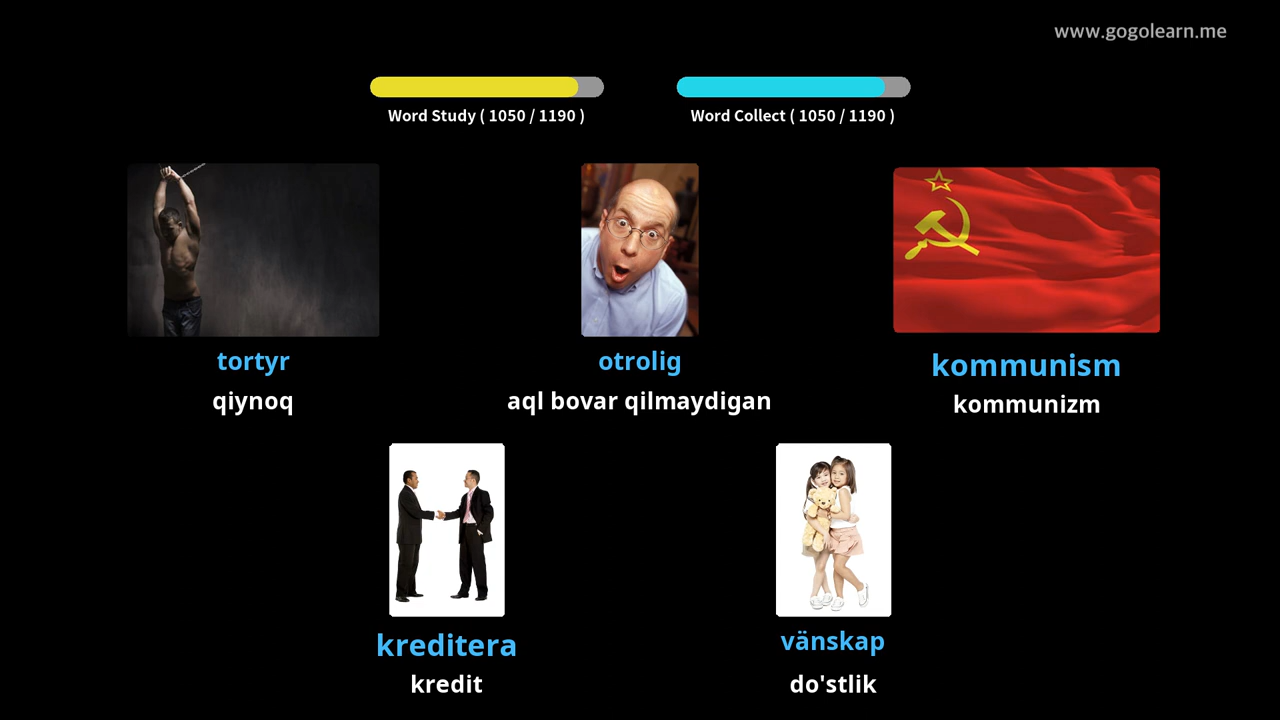 www.gogolearn.me
Word Study ( 1050 / 1190 )
Word Collect ( 1050 / 1190 )
tortyr
qiynoq
otrolig
aql bovar qilmaydigan
kommunism
kommunizm
kreditera
kredit
vänskap
do'stlik